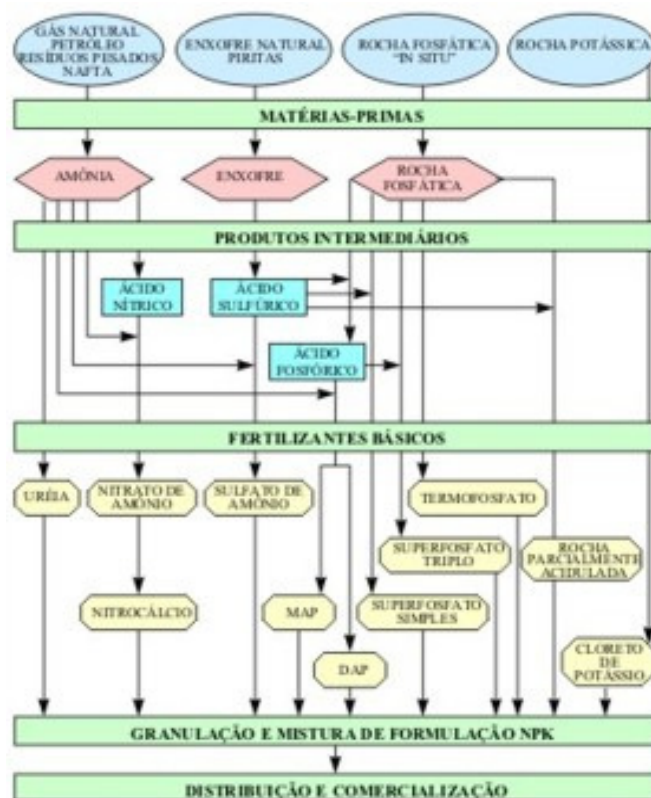 GÁS NATURAL
PETRÓLEO
RESÍDUOS PESADOS
NAFTA
ENXOFRE NATURAL
PIRITAS
ROCHA FOSFÁTICA
"IN SITU"
ROCHA POTÁSSICA
MATÉRIAS-PRIMAS
AMÔNIA
ENXOFRE
ROCHA
FOSFÁTICA
PRODUTOS INTERMEDIÁRIOS
ÁCIDO
NÍTRICO
ÁCIDO
SULFÚRICO
ÁCIDO
FOSFÓRICO
FERTILIZANTES BÁSICOS
URÉIA
NITRATO DE
AMÔNIO
SULFATO DE
AMÔNIO
TERMOFOSFATO
SUPERFOSFATO
TRIPLO
ROCHA
PARCIALMENTE
ACIDULADA
NITROCÁLCIO
MAP
SUPERFOSFATO
SIMPLES
DAP
CLORETO
DE
POTÁSSIO
GRANULAÇÃO E MISTURA DE FORMULAÇÃO NPK
DISTRIBUIÇÃO E COMERCIALIZAÇÃO